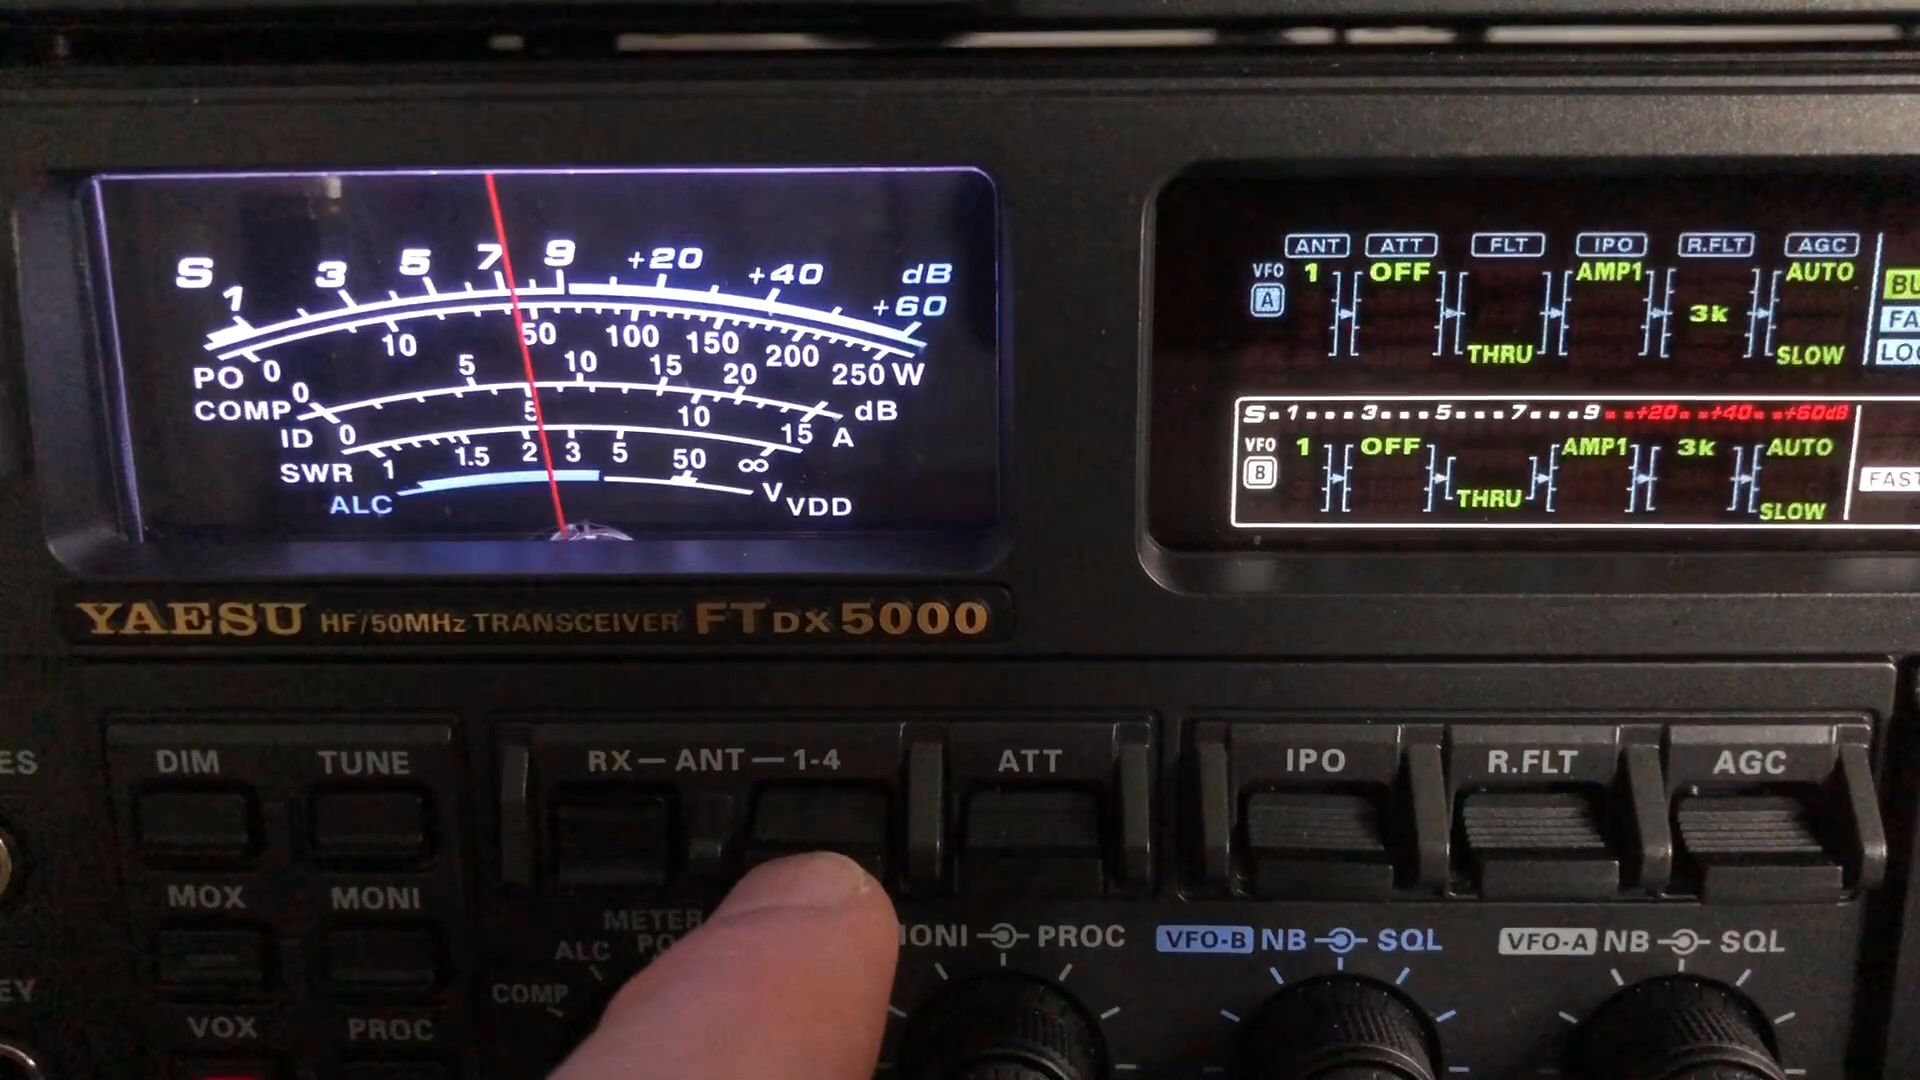 S 1 3 5 7 9 +20 +40 +60 dB
PO 0 10 50 100 150 200 250 W
COMP 0 5 10 15 20 dB
ID 0 5 10 15 A
SWR 1 1.5 2 3 5 50 ∞
ALC V VDD
YAESU HF/50MHz TRANSCEIVER FTDX5000
ANT ATT FLT IPO R.FLT AGC
VFO A 1 OFF THRU AMP1 3k AUTO SLOW
S 1 3 5 7 9 +20 +40 +60dB
VFO B 1 OFF THRU AMP1 3k AUTO SLOW
FAST
DIM TUNE RX ANT 1-4 ATT IPO R.FLT AGC
MOX MONI
METER
ALC PO
COMP
MONI PROC VFO-B NB SQL VFO-A NB SQL
VOX PROC